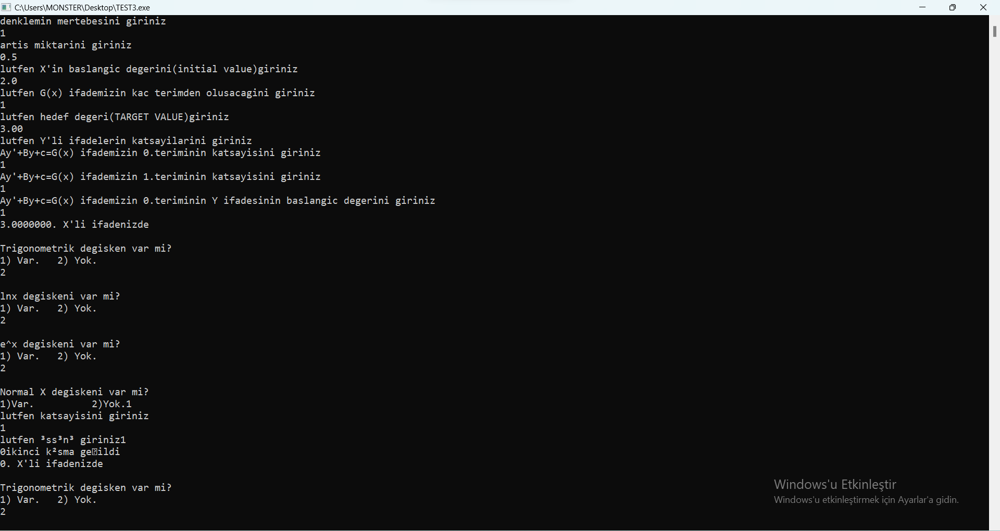 C:\Users\MONSTER\Desktop\TEST3.exe
denklemin mertebesini giriniz
1
artis miktarini giriniz
0.5
lutfen X'in baslangic degerini(initial value)giriniz
2.0
lutfen G(x) ifademizin kac terimden olusacagini giriniz
1
lutfen hedef degeri(TARGET VALUE)giriniz
3.00
lutfen Y'li ifadelerin katsayilarini giriniz
Ay'+By+c=G(x) ifademizin 0.teriminin katsayisini giriniz
1
Ay'+By+c=G(x) ifademizin 1.teriminin katsayisini giriniz
1
Ay'+By+c=G(x) ifademizin 0.teriminin Y ifadesinin baslangic degerini giriniz
1
3.0000000. X'li ifadenizde
Trigonometrik degisken var mi?
1) Var.   2) Yok.
2
lnx degiskeni var mi?
1) Var.   2) Yok.
2
e^x degiskeni var mi?
1) Var.   2) Yok.
2
Normal X degiskeni var mi?
1)Var.          2)Yok.1
lutfen katsayisini giriniz
1
lutfen ³ss³n³ giriniz1
0ikinci k²sma ge⍰ildi
0. X'li ifadenizde
Trigonometrik degisken var mi?
1) Var.   2) Yok.
2
Windows'u Etkinleştir
Windows'u etkinleştirmek için Ayarlar'a gidin.